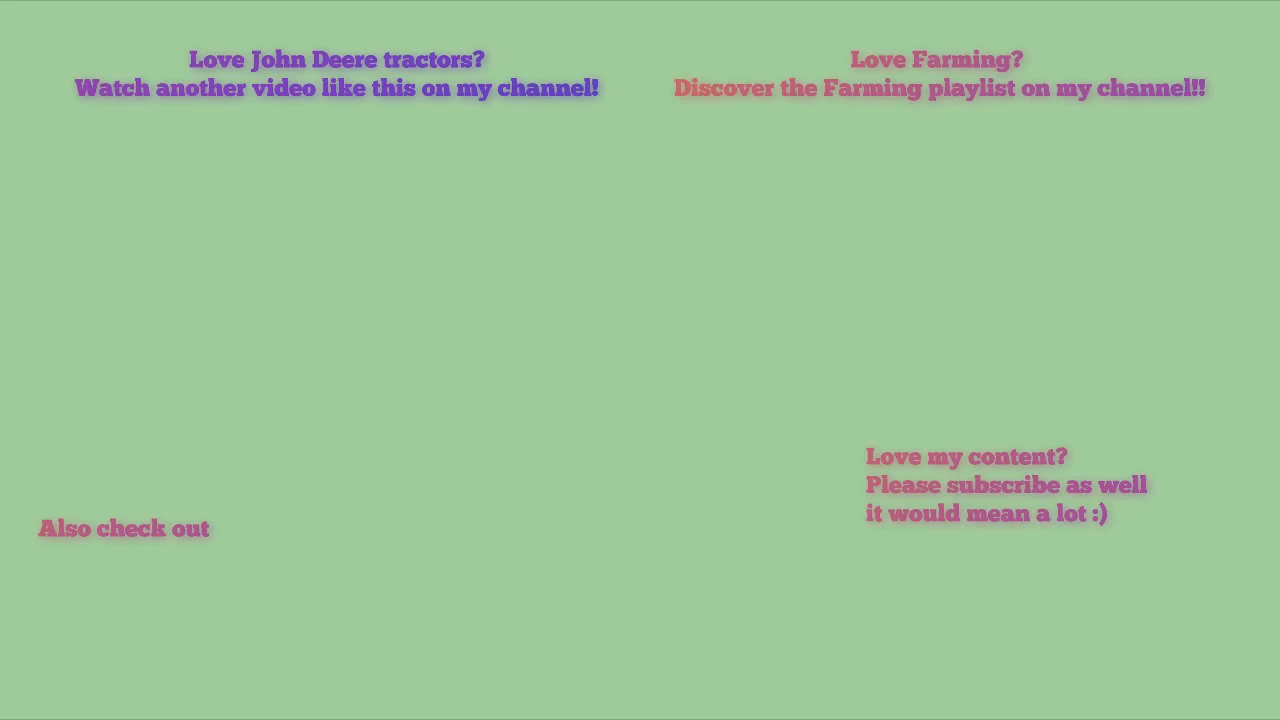 Love John Deere tractors?
Watch another video like this on my channel!
Love Farming?
Discover the Farming playlist on my channel!!
Love my content?
Please subscribe as well
it would mean a lot :)
Also check out